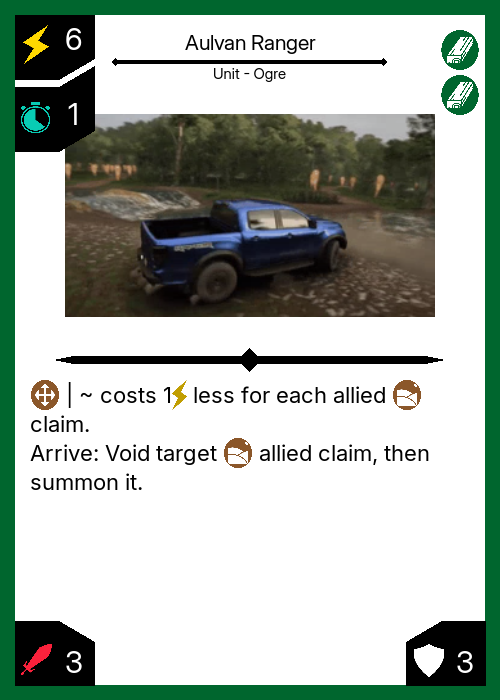 6
Aulvan Ranger
Unit - Ogre
1
| ~ costs 1 less for each allied
claim.
Arrive: Void target allied claim, then
summon it.
3
3